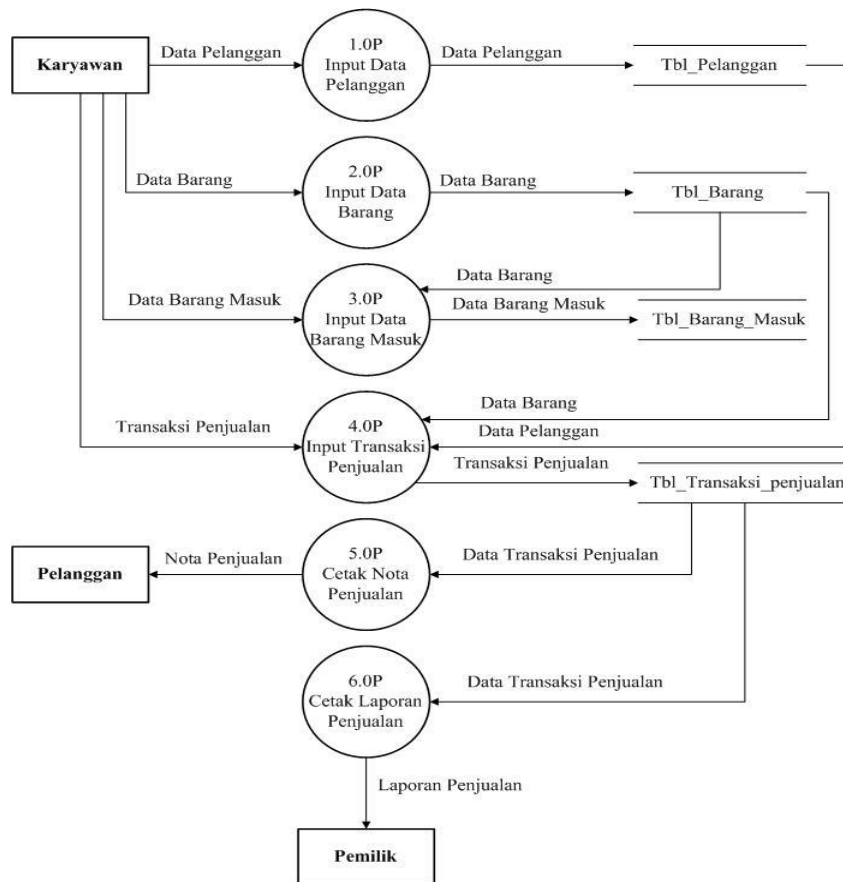 Karyawan
Data Pelanggan
1.0P
Input Data
Pelanggan
Data Pelanggan
Tbl_Pelanggan
Data Barang
2.0P
Input Data
Barang
Data Barang
Tbl_Barang
Data Barang
Data Barang Masuk
3.0P
Input Data
Barang Masuk
Data Barang Masuk
Tbl_Barang_Masuk
Data Barang
Transaksi Penjualan
4.0P
Input Transaksi
Penjualan
Data Pelanggan
Transaksi Penjualan
Tbl_Transaksi_penjualan
Pelanggan
Nota Penjualan
5.0P
Cetak Nota
Penjualan
Data Transaksi Penjualan
6.0P
Cetak Laporan
Penjualan
Data Transaksi Penjualan
Laporan Penjualan
Pemilik